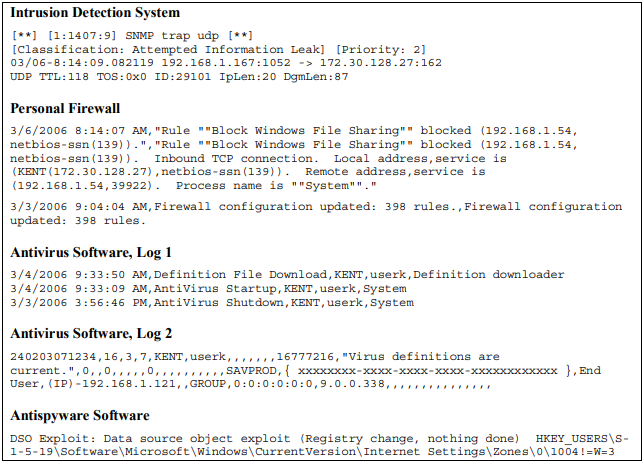 Intrusion Detection System
[**] [1:1407:9] SNMP trap udp [**]
[Classification: Attempted Information Leak] [Priority: 2]
03/06-8:14:09.082119 192.168.1.167:1052 -> 172.30.128.27:162
UDP TTL:118 TOS:0x0 ID:29101 IpLen:20 DgmLen:87
Personal Firewall
3/6/2006 8:14:07 AM,"Rule ""Block Windows File Sharing"" blocked (192.168.1.54,
netbios-ssn(139)).","Rule ""Block Windows File Sharing"" blocked (192.168.1.54,
netbios-ssn(139)).  Inbound TCP connection.  Local address,service is
(KENT(172.30.128.27),netbios-ssn(139)).  Remote address,service is
(192.168.1.54,39922).  Process name is ""System""."
3/3/2006 9:04:04 AM,Firewall configuration updated: 398 rules.,Firewall configuration
updated: 398 rules.
Antivirus Software, Log 1
3/4/2006 9:33:50 AM,Definition File Download,KENT,userk,Definition downloader
3/4/2006 9:33:09 AM,AntiVirus Startup,KENT,userk,System
3/3/2006 3:56:46 PM,AntiVirus Shutdown,KENT,userk,System
Antivirus Software, Log 2
240203071234,16,3,7,KENT,userk,,,,,,,16777216,"Virus definitions are
current.",0,,0,,,,,0,,,,,,,,,,SAVPROD,{ xxxxxxxx-xxxx-xxxx-xxxx-xxxxxxxxxxxx },End
User,(IP)-192.168.1.121,,GROUP,0:0:0:0:0:0,9.0.0.338,,,,,,,,,,,,,,,
Antispyware Software
DSO Exploit: Data source object exploit (Registry change, nothing done)  HKEY_USERS\S-
1-5-19\Software\Microsoft\Windows\CurrentVersion\Internet Settings\Zones\0\1004!=W=3